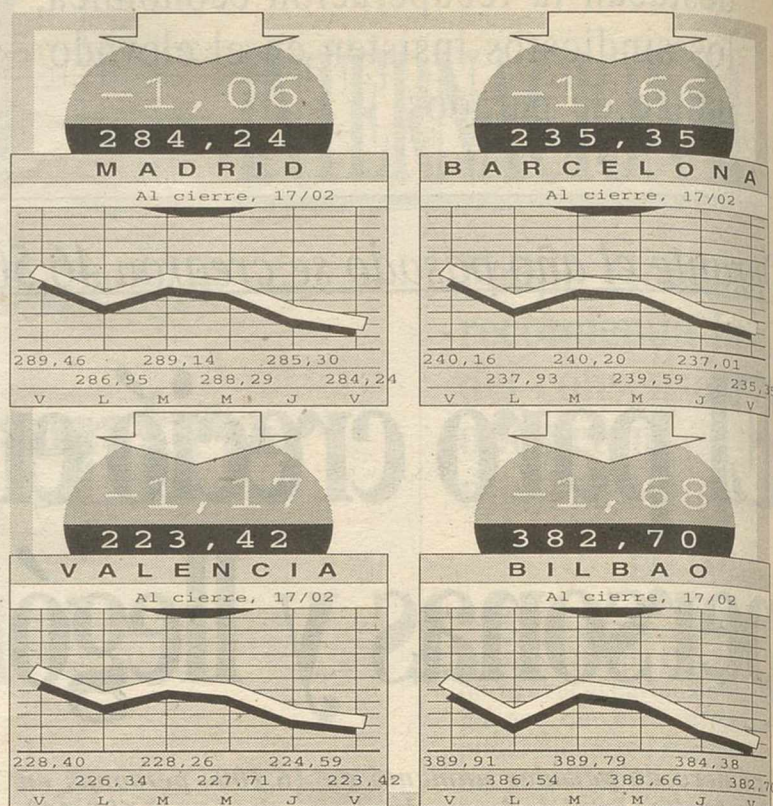 -1,06
284,24
MADRID
Al cierre, 17/02
289,46 289,14 285,30
286,95 288,29 284,24
V L M M J V
-1,66
235,35
BARCELONA
Al cierre, 17/02
240,16 240,20 237,01
237,93 239,59 235,3
V L M M J V
-1,17
223,42
VALENCIA
Al cierre, 17/02
228,40 228,26 224,59
226,34 227,71 223,42
V L M M J V
-1,68
382,70
BILBAO
Al cierre, 17/02
389,91 389,79 384,38
386,54 388,66 382,7
V L M M J V